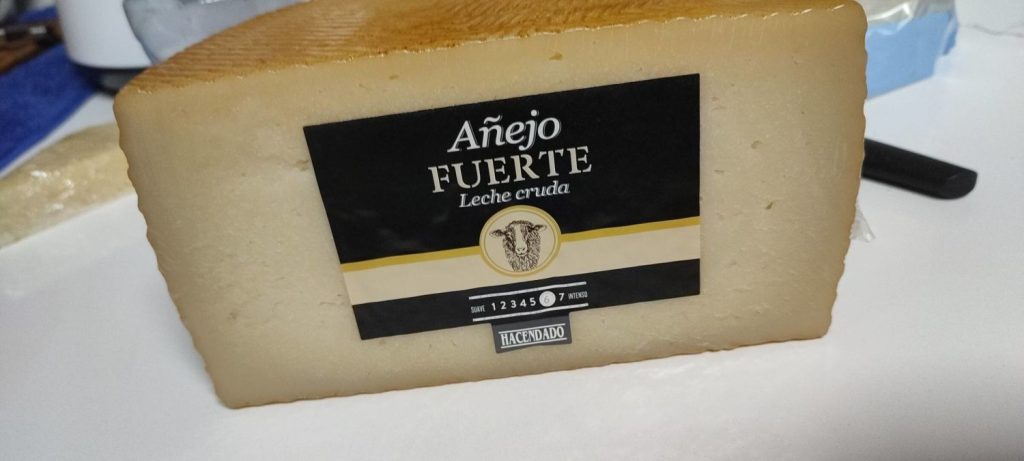 Añejo
FUERTE
Leche cruda
SUAVE 1 2 3 4 5 6 7 INTENSO
HACENDADO